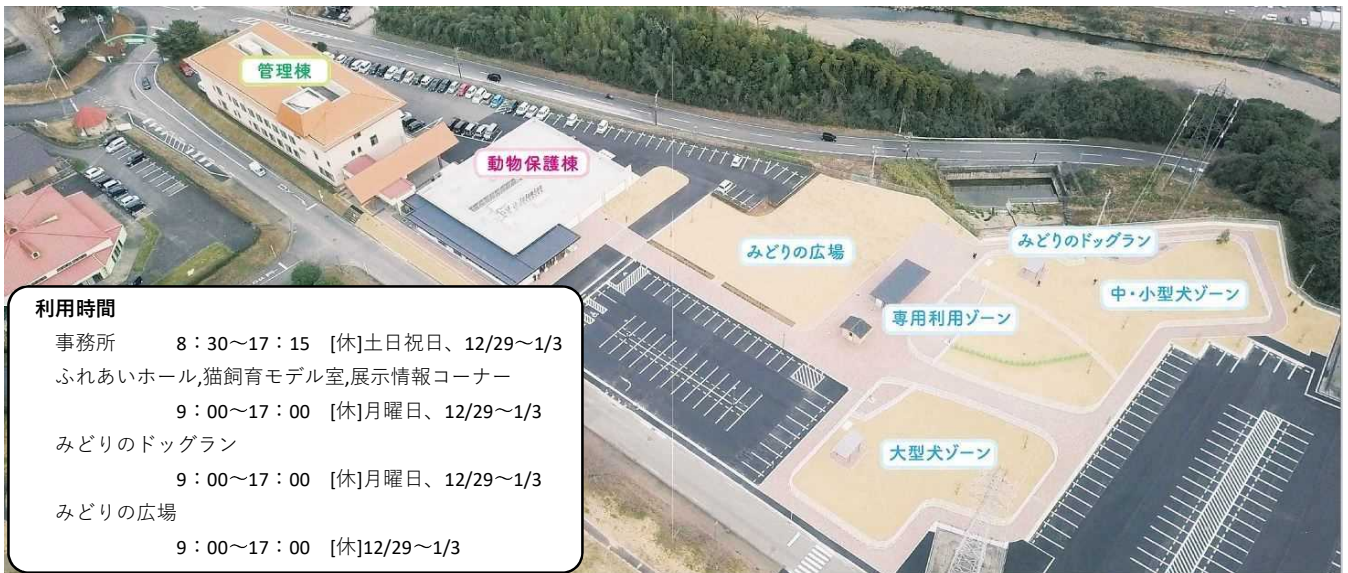 管理棟
動物保護棟
みどりの広場
みどりのドッグラン
中・小型犬ゾーン
専用利用ゾーン
大型犬ゾーン
利用時間
事務所 8：30～17：15 [休]土日祝日、12/29～1/3
ふれあいホール,猫飼育モデル室,展示情報コーナー
9：00～17：00 [休]月曜日、12/29～1/3
みどりのドッグラン
9：00～17：00 [休]月曜日、12/29～1/3
みどりの広場
9：00～17：00 [休]12/29～1/3